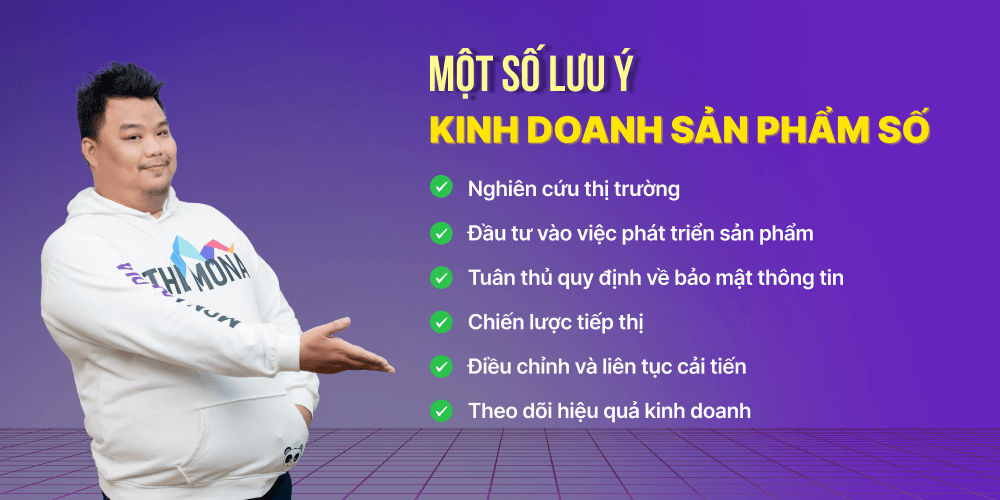 MỘT SỐ LƯU Ý
KINH DOANH SẢN PHẨM SỐ
Nghiên cứu thị trường
Đầu tư vào việc phát triển sản phẩm
Tuân thủ quy định về bảo mật thông tin
Chiến lược tiếp thị
Điều chỉnh và liên tục cải tiến
Theo dõi hiệu quả kinh doanh
THE MONA
MONA